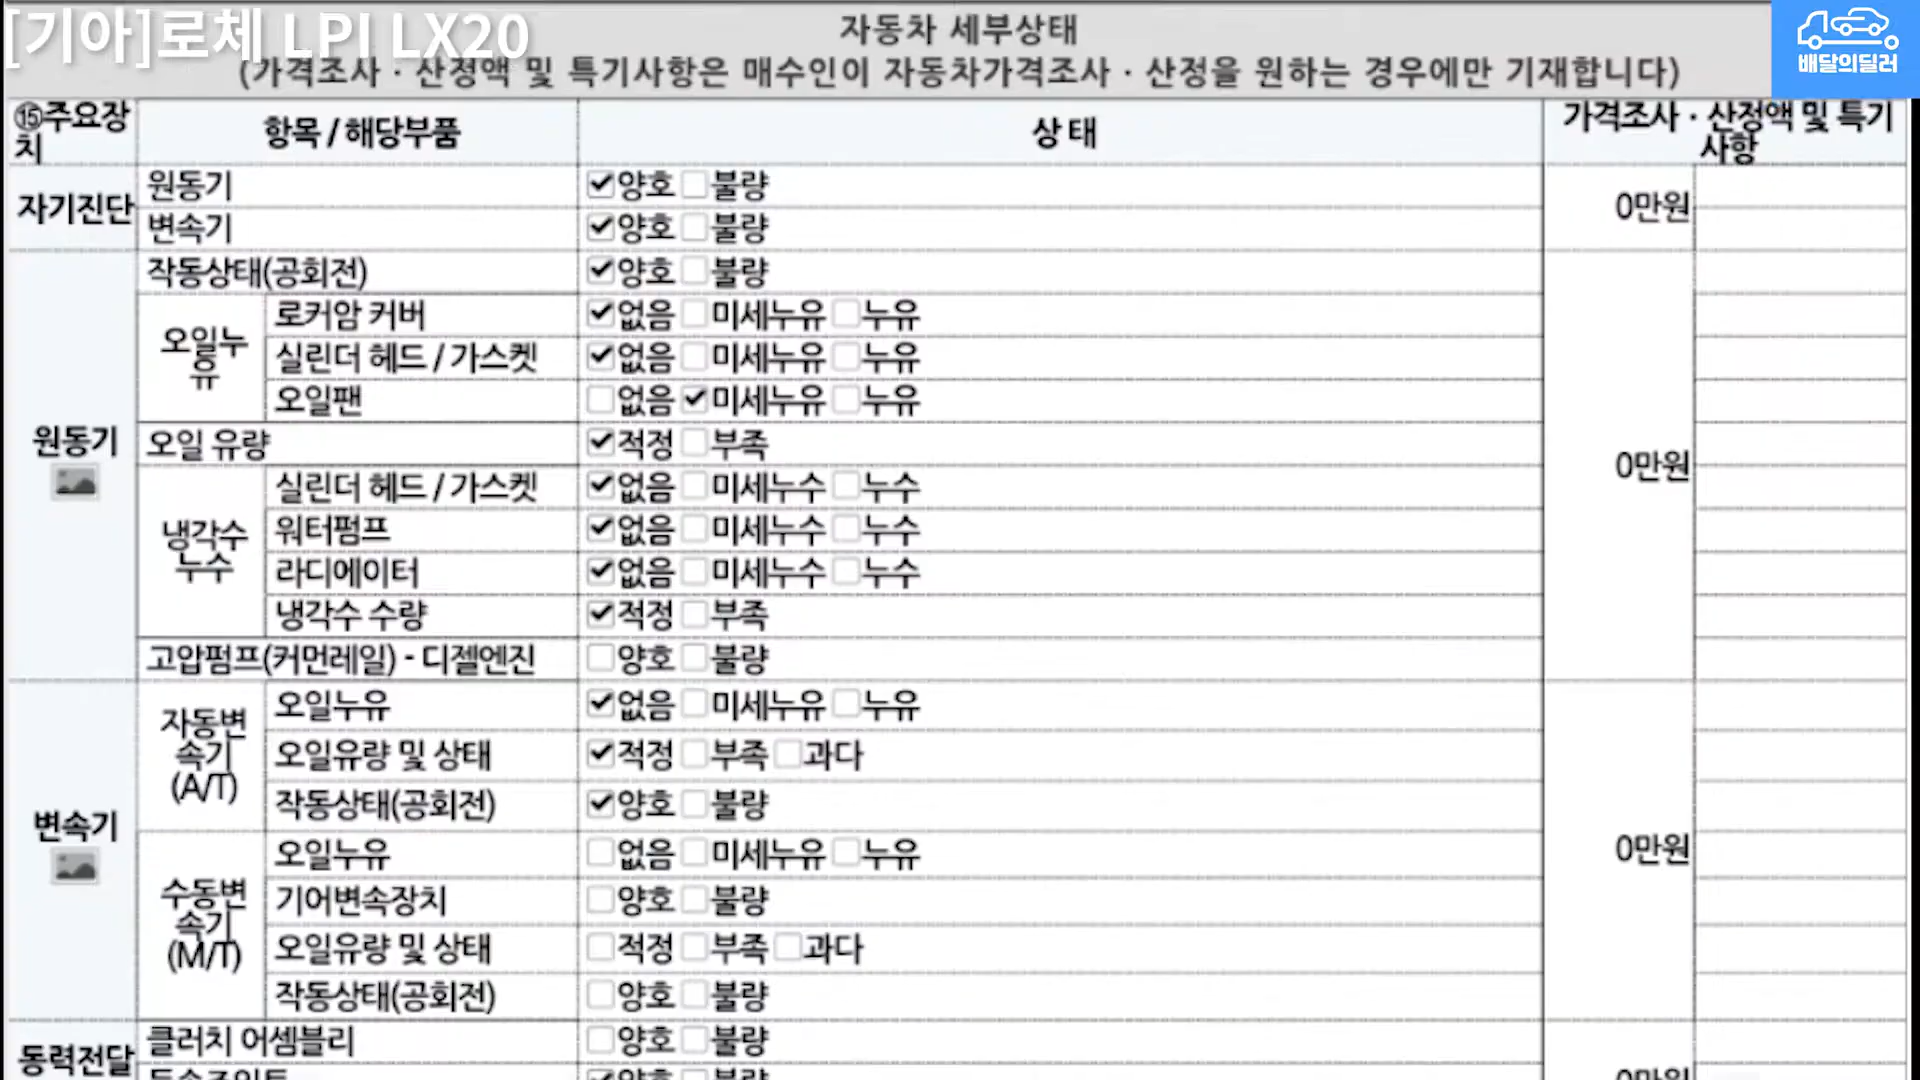 [기아]로체 LPI LX20
배달의딜러
자동차 세부상태
(가격조사 · 산정액 및 특기사항은 매수인이 자동차가격조사 · 산정을 원하는 경우에만 기재합니다)
⑮주요장치 항목 / 해당부품 상 태 가격조사 · 산정액 및 특기사항
자기진단 원동기 양호 불량 0만원
변속기 양호 불량
원동기 작동상태(공회전) 양호 불량 0만원
오일누유 로커암 커버 없음 미세누유 누유
실린더 헤드 / 가스켓 없음 미세누유 누유
오일팬 없음 미세누유 누유
오일 유량 적정 부족
냉각수누수 실린더 헤드 / 가스켓 없음 미세누수 누수
워터펌프 없음 미세누수 누수
라디에이터 없음 미세누수 누수
냉각수 수량 적정 부족
고압펌프(커먼레일) - 디젤엔진 양호 불량
변속기 자동변속기(A/T) 오일누유 없음 미세누유 누유 0만원
오일유량 및 상태 적정 부족 과다
작동상태(공회전) 양호 불량
수동변속기(M/T) 오일누유 없음 미세누유 누유
기어변속장치 양호 불량
오일유량 및 상태 적정 부족 과다
작동상태(공회전) 양호 불량
동력전달 클러치 어셈블리 양호 불량 0만원
등속조인트 양호 불량